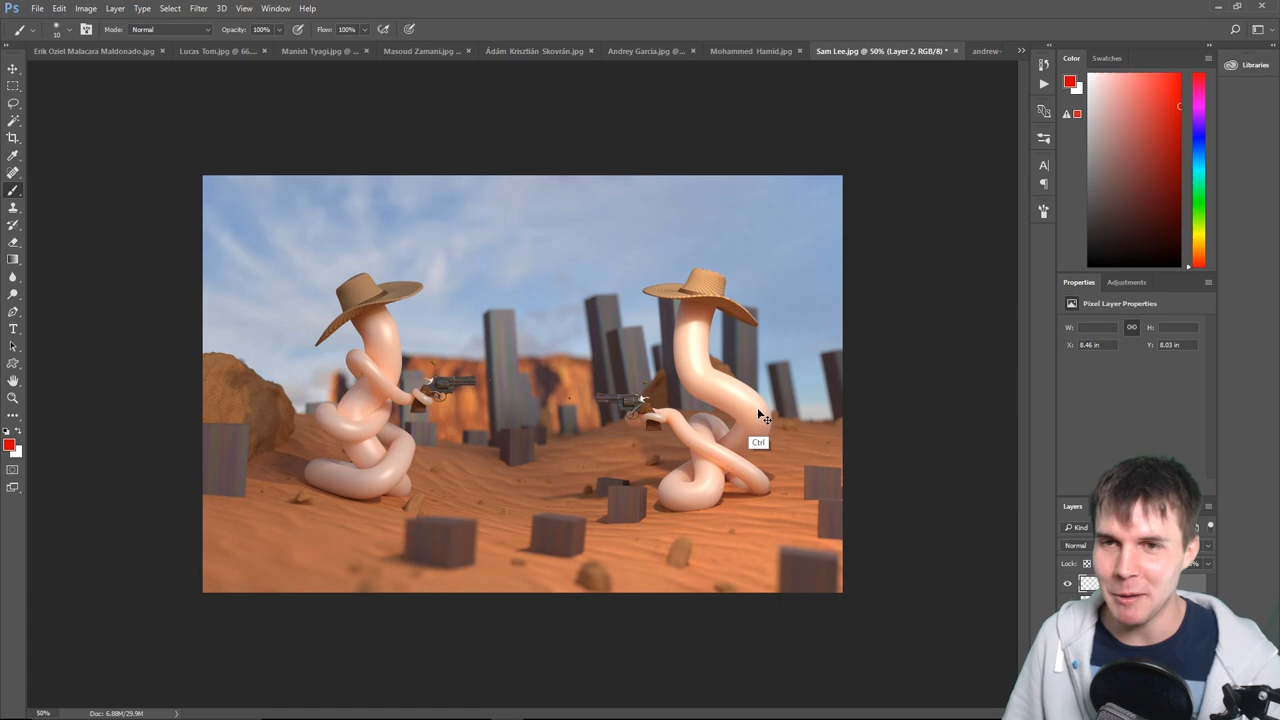 Ps File Edit Image Layer Type Select Filter 3D View Window Help
10 Mode: Normal Opacity: 100% Flow: 100%
Erik Oziel Malacara Maldonado.jpg Lucas Tom.jpg @ 66.... Manish Tyagi.jpg @ ... Masoud Zamani.jpg ... Ádám Krisztián Skovrán.jpg Andrey Garcia.jpg @... Mohammed Hamid.jpg Sam Lee.jpg @ 50% (Layer 2, RGB/8) * andrew-
Color Swatches
Libraries
Properties Adjustments
Pixel Layer Properties
W: H:
X: 8.46 in Y: 8.03 in
Ctrl
Layers
Kind
Normal
Lock:
50% Doc: 6.88M/29.9M